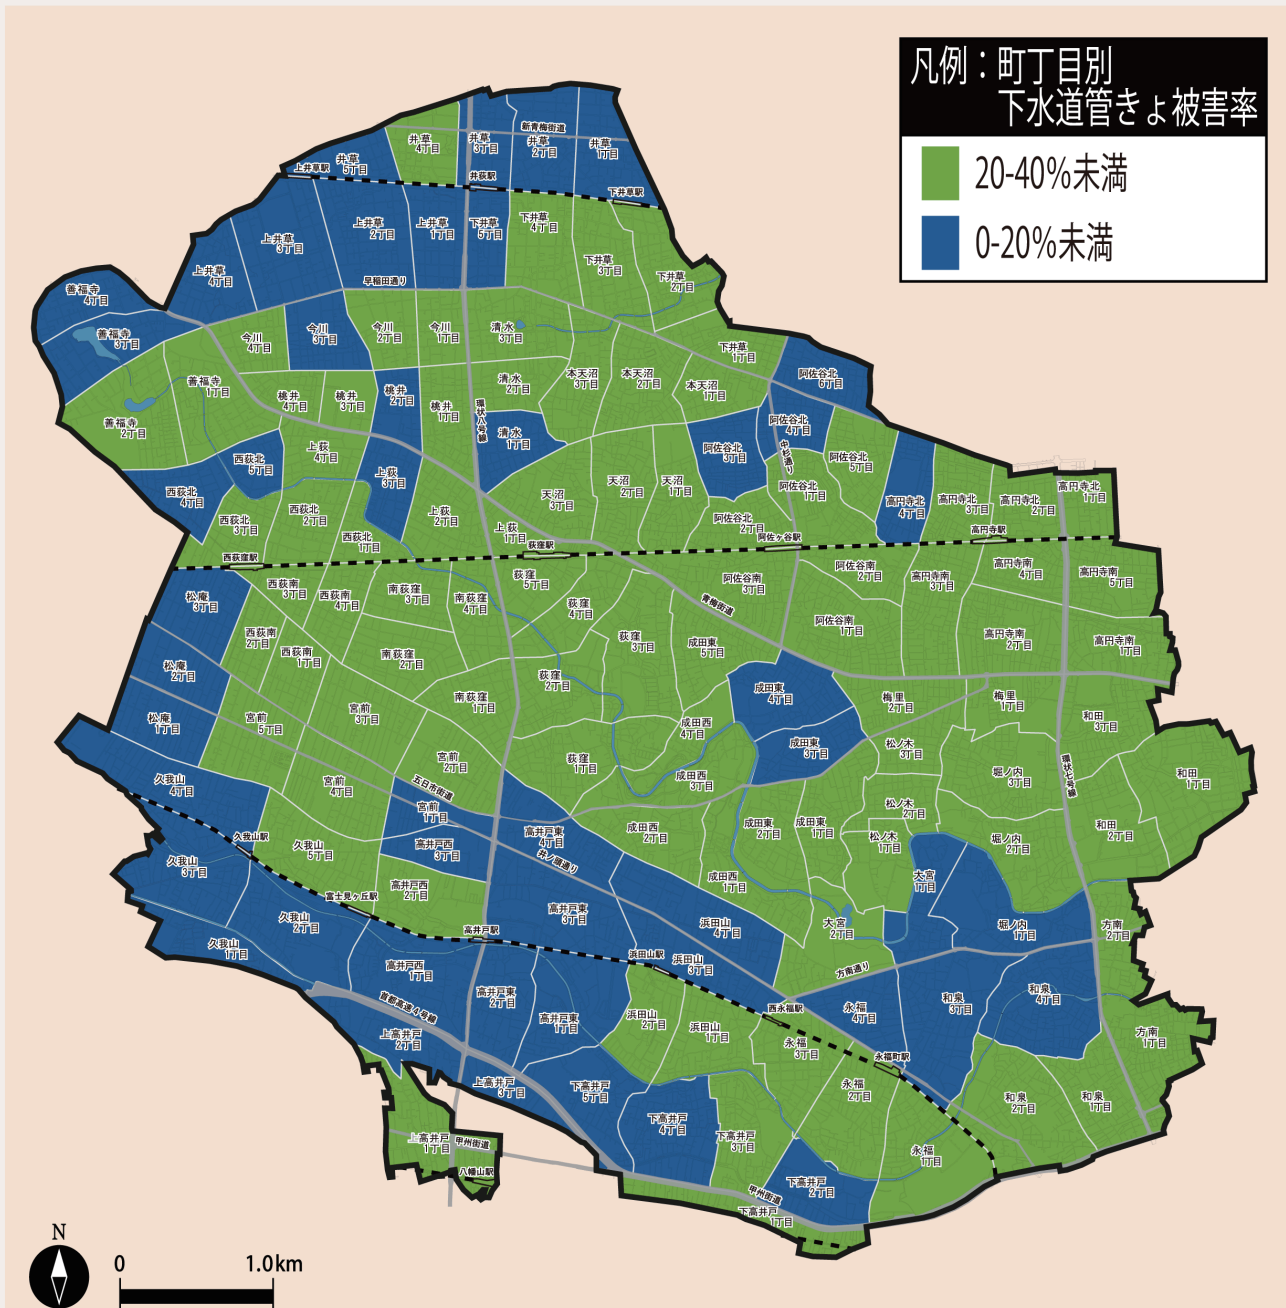 凡例：町丁目別
下水道管きょ被害率
20-40%未満
0-20%未満
新青梅街道
井草
4丁目
井草
3丁目
井草
2丁目
井草
1丁目
井草
5丁目
上井草駅
井荻駅
下井草駅
上井草
2丁目
上井草
1丁目
下井草
5丁目
下井草
4丁目
上井草
3丁目
上井草
4丁目
下井草
3丁目
下井草
2丁目
早稲田通り
善福寺
4丁目
善福寺
3丁目
今川
4丁目
今川
3丁目
今川
2丁目
今川
1丁目
清水
3丁目
下井草
1丁目
善福寺
1丁目
桃井
4丁目
桃井
3丁目
桃井
2丁目
桃井
1丁目
清水
2丁目
本天沼
3丁目
本天沼
2丁目
本天沼
1丁目
阿佐谷北
6丁目
善福寺
2丁目
環状八号線
清水
1丁目
阿佐谷北
4丁目
中杉通り
阿佐谷北
3丁目
阿佐谷北
5丁目
上荻
4丁目
西荻北
5丁目
上荻
3丁目
西荻北
4丁目
天沼
3丁目
天沼
2丁目
天沼
1丁目
阿佐谷北
1丁目
高円寺北
4丁目
高円寺北
3丁目
高円寺北
2丁目
高円寺北
1丁目
西荻北
3丁目
西荻北
2丁目
西荻北
1丁目
上荻
2丁目
上荻
1丁目
阿佐谷北
2丁目
西荻窪駅
荻窪駅
阿佐ヶ谷駅
高円寺駅
松庵
3丁目
西荻南
3丁目
西荻南
4丁目
南荻窪
3丁目
南荻窪
4丁目
荻窪
5丁目
荻窪
4丁目
阿佐谷南
3丁目
阿佐谷南
2丁目
高円寺南
3丁目
高円寺南
4丁目
高円寺南
5丁目
青梅街道
西荻南
2丁目
西荻南
1丁目
南荻窪
2丁目
荻窪
3丁目
成田東
5丁目
阿佐谷南
1丁目
高円寺南
2丁目
高円寺南
1丁目
松庵
2丁目
荻窪
2丁目
南荻窪
1丁目
成田東
4丁目
梅里
2丁目
梅里
1丁目
松庵
1丁目
宮前
5丁目
宮前
3丁目
成田西
4丁目
和田
3丁目
成田東
3丁目
松ノ木
3丁目
宮前
2丁目
荻窪
1丁目
成田西
3丁目
堀ノ内
3丁目
環状七号線
和田
1丁目
久我山
4丁目
宮前
4丁目
五日市街道
宮前
1丁目
松ノ木
2丁目
高井戸東
4丁目
成田西
2丁目
成田東
2丁目
成田東
1丁目
松ノ木
1丁目
堀ノ内
2丁目
和田
2丁目
久我山駅
久我山
5丁目
高井戸西
3丁目
井ノ頭通り
久我山
3丁目
高井戸西
2丁目
成田西
1丁目
大宮
1丁目
富士見ヶ丘駅
久我山
2丁目
高井戸東
3丁目
浜田山
4丁目
大宮
2丁目
堀ノ内
1丁目
方南
2丁目
高井戸駅
久我山
1丁目
浜田山駅
浜田山
3丁目
高井戸西
1丁目
方南通り
首都高速4号線
高井戸東
2丁目
高井戸東
1丁目
浜田山
2丁目
浜田山
1丁目
西永福駅
永福
4丁目
和泉
3丁目
和泉
4丁目
上高井戸
2丁目
永福
3丁目
永福町駅
方南
1丁目
上高井戸
3丁目
下高井戸
5丁目
永福
2丁目
和泉
2丁目
和泉
1丁目
下高井戸
4丁目
上高井戸
1丁目
甲州街道
下高井戸
3丁目
永福
1丁目
八幡山駅
下高井戸
2丁目
甲州街道
下高井戸
1丁目
N
0 1.0km